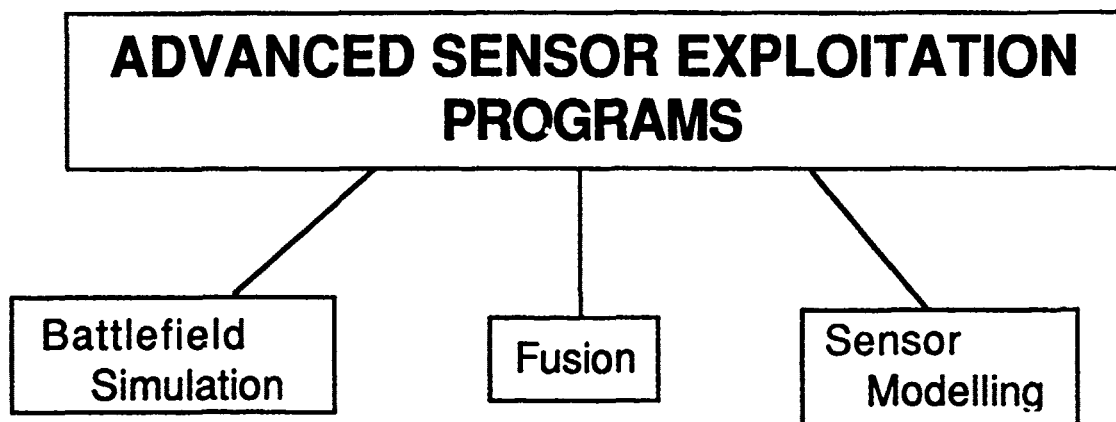 ADVANCED SENSOR EXPLOITATION
PROGRAMS
Battlefield
Simulation
Fusion
Sensor
Modelling